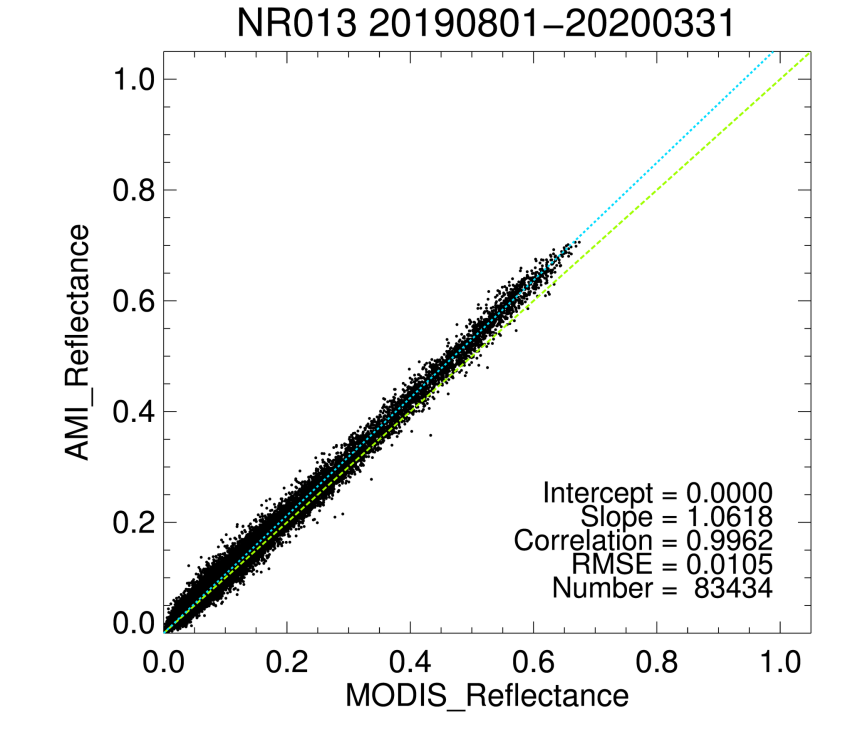 NR013 20190801−20200331
1.0
0.8
0.6
0.4
0.2
0.0
AMI_Reflectance
Intercept = 0.0000
Slope = 1.0618
Correlation = 0.9962
RMSE = 0.0105
Number = 83434
0.0 0.2 0.4 0.6 0.8 1.0
MODIS_Reflectance